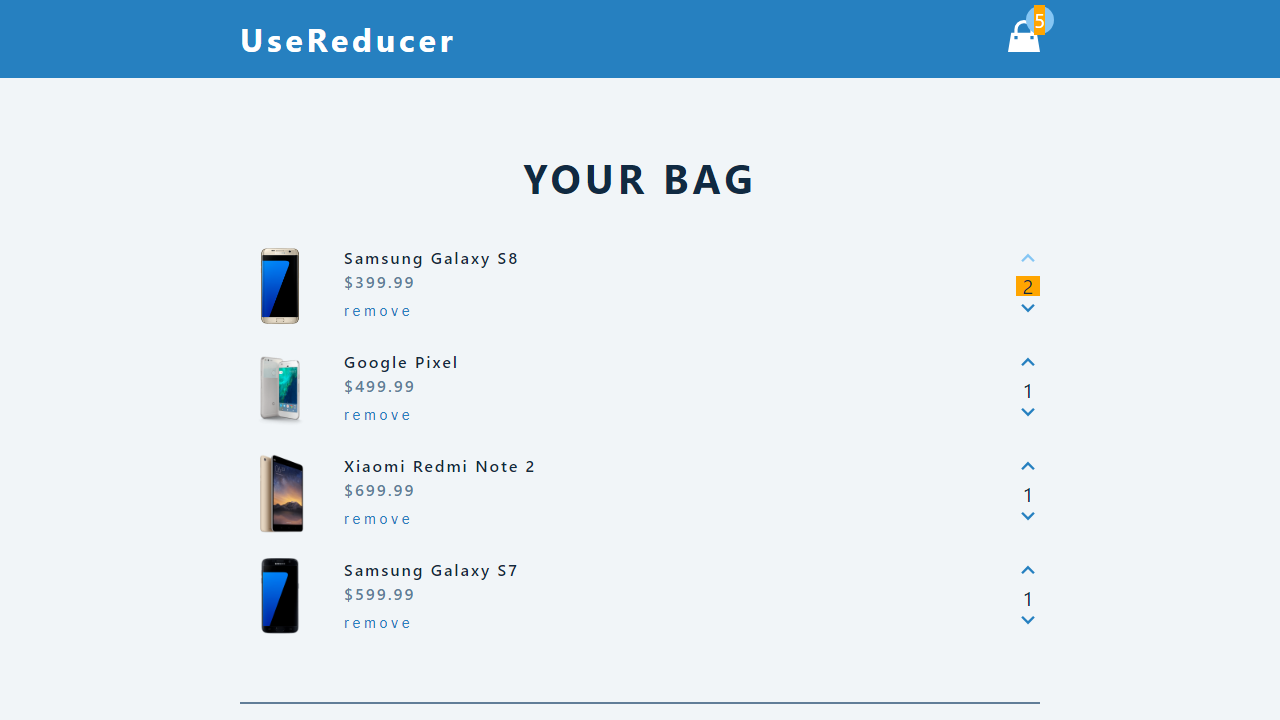 UseReducer
5
YOUR BAG
Samsung Galaxy S8
$399.99
remove
2
Google Pixel
$499.99
remove
1
Xiaomi Redmi Note 2
$699.99
remove
1
Samsung Galaxy S7
$599.99
remove
1